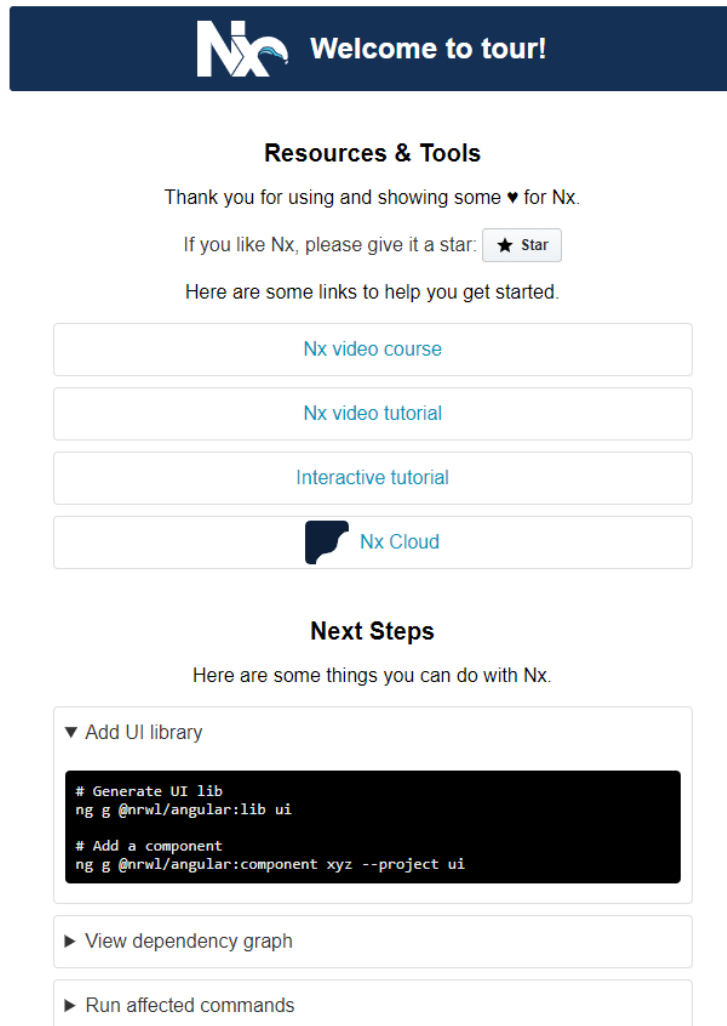 Nx Welcome to tour!
Resources & Tools
Thank you for using and showing some ♥ for Nx.
If you like Nx, please give it a star: ★ Star
Here are some links to help you get started.
Nx video course
Nx video tutorial
Interactive tutorial
Nx Cloud
Next Steps
Here are some things you can do with Nx.
▼ Add UI library
# Generate UI lib
ng g @nrwl/angular:lib ui
# Add a component
ng g @nrwl/angular:component xyz --project ui
▶ View dependency graph
▶ Run affected commands